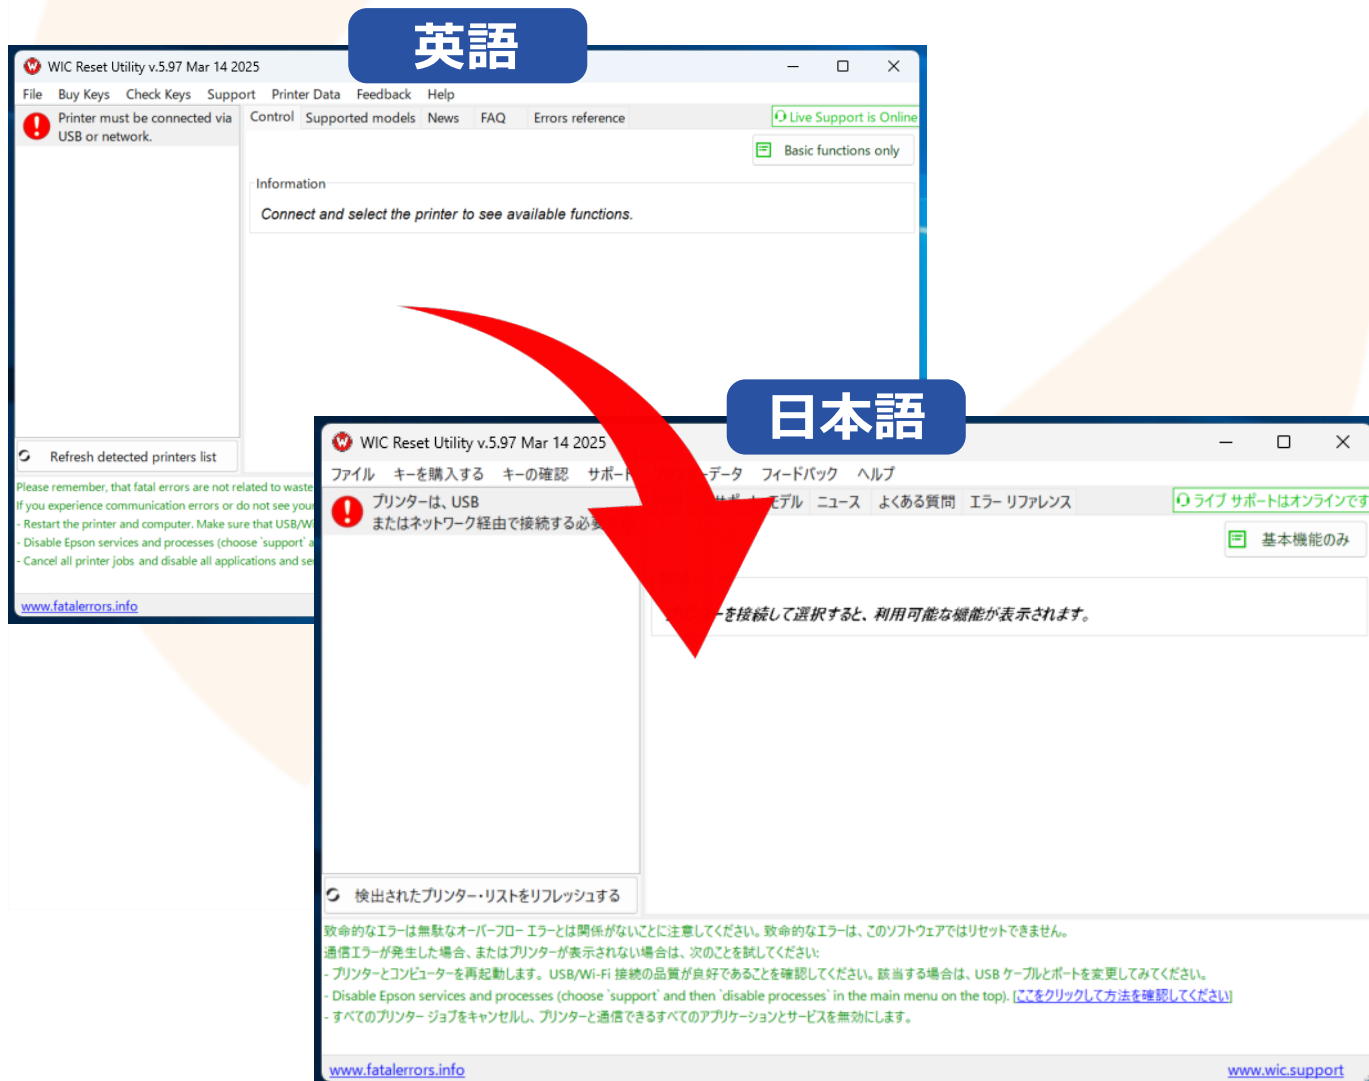 英語
WIC Reset Utility v.5.97 Mar 14 2025
File Buy Keys Check Keys Support Printer Data Feedback Help
Printer must be connected via
USB or network.
Control Supported models News FAQ Errors reference
Live Support is Online
Basic functions only
Information
Connect and select the printer to see available functions.
Refresh detected printers list
Please remember, that fatal errors are not related to waste
If you experience communication errors or do not see your
- Restart the printer and computer. Make sure that USB/Wi
- Disable Epson services and processes (choose `support` a
- Cancel all printer jobs and disable all applications and se
www.fatalerrors.info
日本語
WIC Reset Utility v.5.97 Mar 14 2025
ファイル キーを購入する キーの確認 サポート データ フィードバック ヘルプ
プリンターは、USB
またはネットワーク経由で接続する必
モデル ニュース よくある質問 エラー リファレンス
ライブ サポートはオンラインです
基本機能のみ
を接続して選択すると、利用可能な機能が表示されます。
検出されたプリンター・リストをリフレッシュする
致命的なエラーは無駄なオーバーフロー エラーとは関係がないことに注意してください。致命的なエラーは、このソフトウェアではリセットできません。
通信エラーが発生した場合、またはプリンターが表示されない場合は、次のことを試してください:
- プリンターとコンピューターを再起動します。USB/Wi-Fi 接続の品質が良好であることを確認してください。該当する場合は、USB ケーブルとポートを変更してみてください。
- Disable Epson services and processes (choose `support` and then `disable processes` in the main menu on the top). [ここをクリックして方法を確認してください]
- すべてのプリンター ジョブをキャンセルし、プリンターと通信できるすべてのアプリケーションとサービスを無効にします。
www.fatalerrors.info
www.wic.support